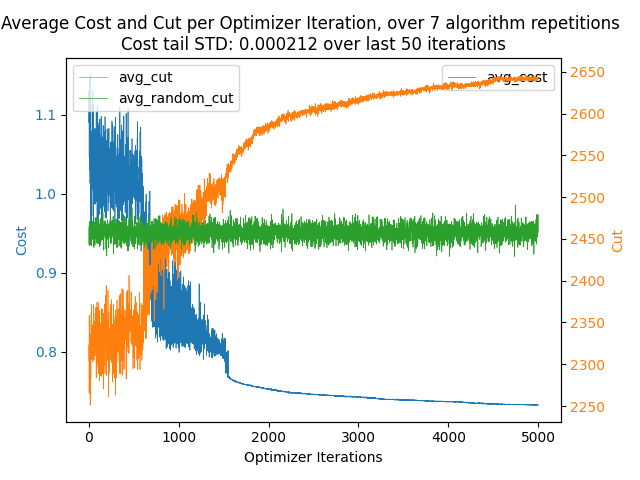 Average Cost and Cut per Optimizer Iteration, over 7 algorithm repetitions
Cost tail STD: 0.000212 over last 50 iterations
avg_cut
avg_random_cut
avg_cost
1.1
1.0
0.9
0.8
Cost
2650
2600
2550
2500
2450
2400
2350
2300
2250
Cut
0
1000
2000
3000
4000
5000
Optimizer Iterations